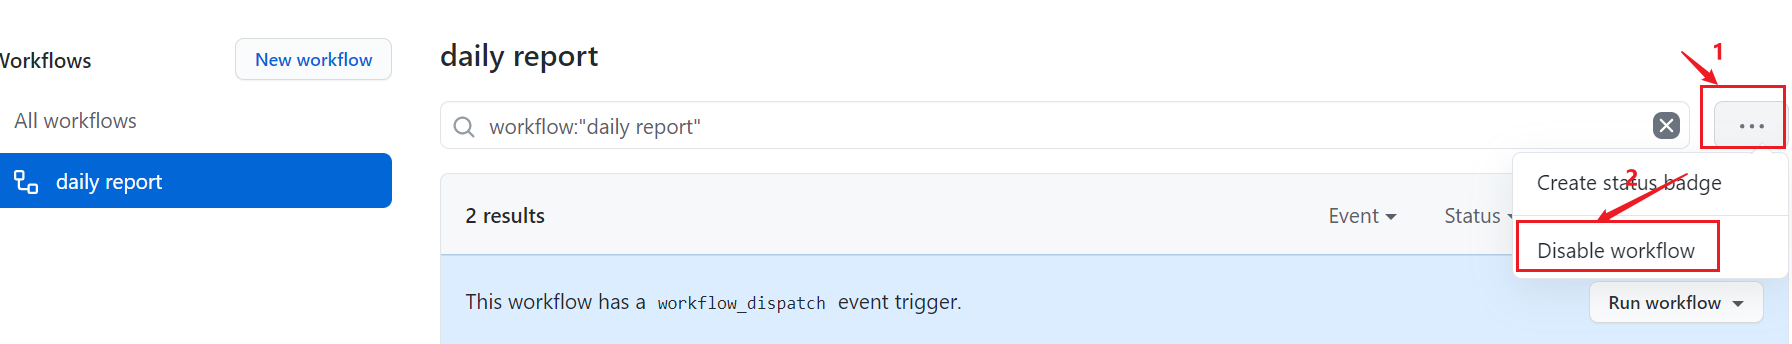 Workflows
New workflow
All workflows
daily report
daily report
workflow:"daily report"
1
...
Create status badge
2
Disable workflow
2 results
Event
Status
This workflow has a workflow_dispatch event trigger.
Run workflow